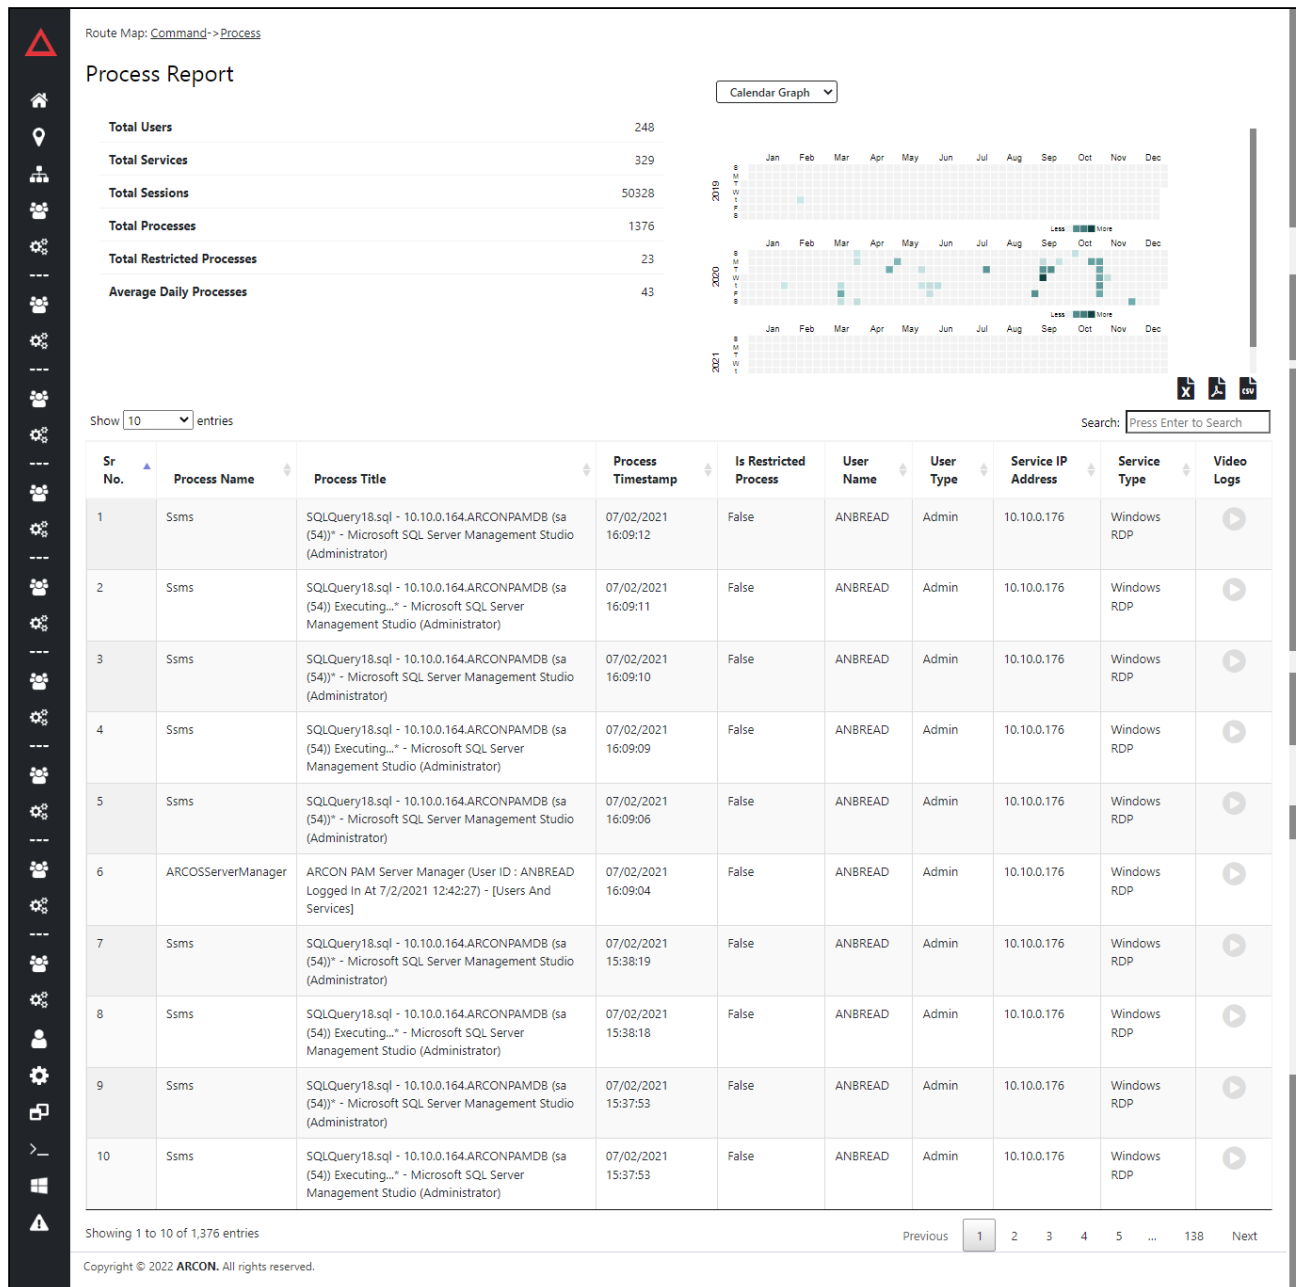 Route Map: Command->Process
Process Report
Calendar Graph
Total Users 248
Total Services 329
Total Sessions 50328
Total Processes 1376
Total Restricted Processes 23
Average Daily Processes 43
Jan Feb Mar Apr May Jun Jul Aug Sep Oct Nov Dec
2019
S
M
T
W
t
F
S
Less More
Jan Feb Mar Apr May Jun Jul Aug Sep Oct Nov Dec
2020
S
M
T
W
t
F
S
Less More
Jan Feb Mar Apr May Jun Jul Aug Sep Oct Nov Dec
2021
S
M
T
W
t
X CSV
Show 10 entries
Search: Press Enter to Search
Sr No. Process Name Process Title Process Timestamp Is Restricted Process User Name User Type Service IP Address Service Type Video Logs
1 Ssms SQLQuery18.sql - 10.10.0.164.ARCONPAMDB (sa 07/02/2021 False ANBREAD Admin 10.10.0.176 Windows
(54))* - Microsoft SQL Server Management Studio 16:09:12 RDP
(Administrator)
2 Ssms SQLQuery18.sql - 10.10.0.164.ARCONPAMDB (sa 07/02/2021 False ANBREAD Admin 10.10.0.176 Windows
(54)) Executing...* - Microsoft SQL Server 16:09:11 RDP
Management Studio (Administrator)
3 Ssms SQLQuery18.sql - 10.10.0.164.ARCONPAMDB (sa 07/02/2021 False ANBREAD Admin 10.10.0.176 Windows
(54))* - Microsoft SQL Server Management Studio 16:09:10 RDP
(Administrator)
4 Ssms SQLQuery18.sql - 10.10.0.164.ARCONPAMDB (sa 07/02/2021 False ANBREAD Admin 10.10.0.176 Windows
(54)) Executing...* - Microsoft SQL Server 16:09:09 RDP
Management Studio (Administrator)
5 Ssms SQLQuery18.sql - 10.10.0.164.ARCONPAMDB (sa 07/02/2021 False ANBREAD Admin 10.10.0.176 Windows
(54))* - Microsoft SQL Server Management Studio 16:09:06 RDP
(Administrator)
6 ARCOSServerManager ARCON PAM Server Manager (User ID : ANBREAD 07/02/2021 False ANBREAD Admin 10.10.0.176 Windows
Logged In At 7/2/2021 12:42:27) - [Users And 16:09:04 RDP
Services]
7 Ssms SQLQuery18.sql - 10.10.0.164.ARCONPAMDB (sa 07/02/2021 False ANBREAD Admin 10.10.0.176 Windows
(54))* - Microsoft SQL Server Management Studio 15:38:19 RDP
(Administrator)
8 Ssms SQLQuery18.sql - 10.10.0.164.ARCONPAMDB (sa 07/02/2021 False ANBREAD Admin 10.10.0.176 Windows
(54)) Executing...* - Microsoft SQL Server 15:38:18 RDP
Management Studio (Administrator)
9 Ssms SQLQuery18.sql - 10.10.0.164.ARCONPAMDB (sa 07/02/2021 False ANBREAD Admin 10.10.0.176 Windows
(54))* - Microsoft SQL Server Management Studio 15:37:53 RDP
(Administrator)
10 Ssms SQLQuery18.sql - 10.10.0.164.ARCONPAMDB (sa 07/02/2021 False ANBREAD Admin 10.10.0.176 Windows
(54)) Executing...* - Microsoft SQL Server 15:37:53 RDP
Management Studio (Administrator)
Showing 1 to 10 of 1,376 entries
Previous 1 2 3 4 5 ... 138 Next
Copyright © 2022 ARCON. All rights reserved.